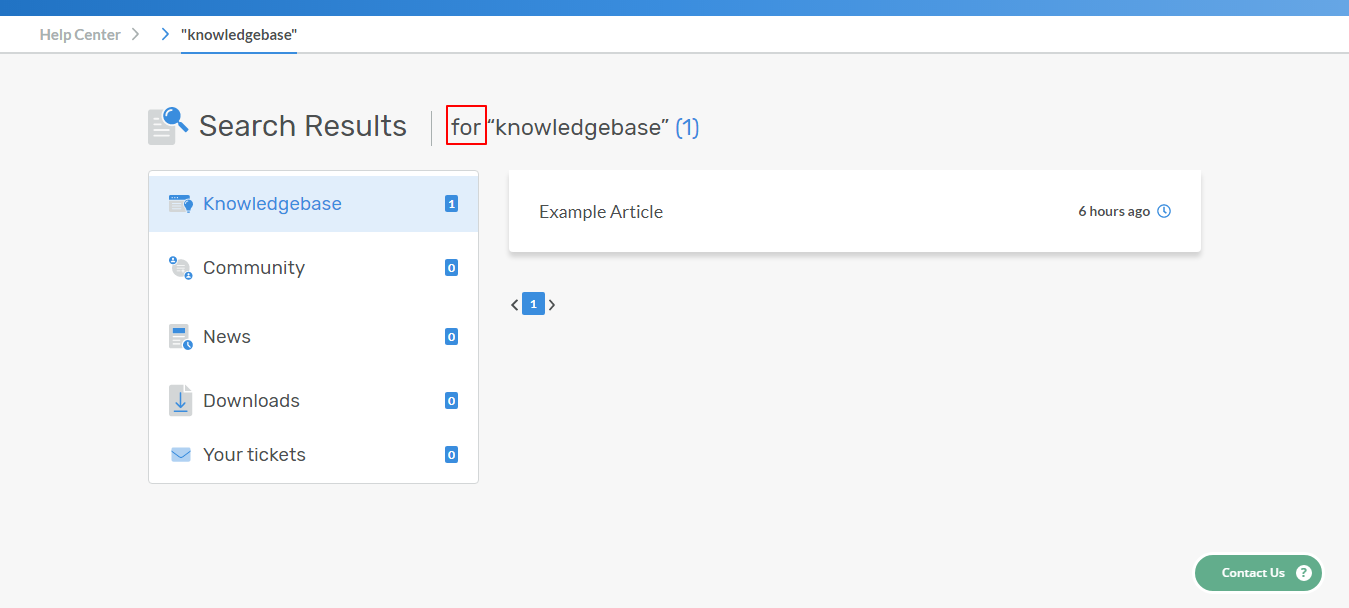 Help Center
"knowledgebase"
Search Results
for “knowledgebase” (1)
Knowledgebase 1
Community 0
News 0
Downloads 0
Your tickets 0
Example Article 6 hours ago
1
Contact Us ?